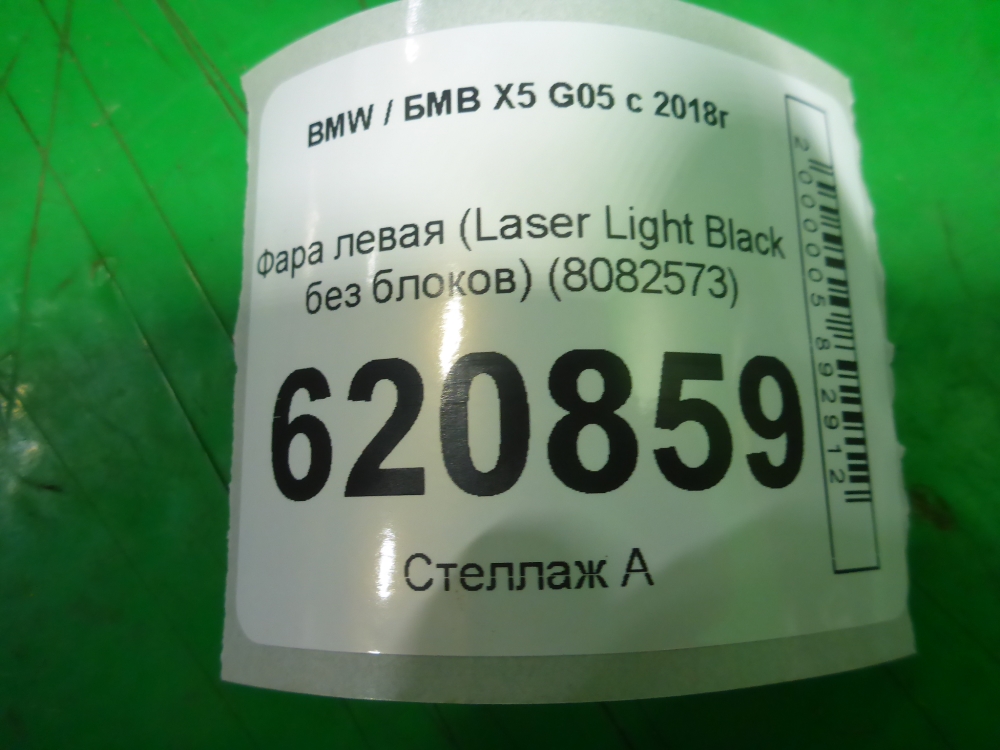 BMW / БМВ X5 G05 с 2018г
Фара левая (Laser Light Black
без блоков) (8082573)
620859
Стеллаж А
2000005892912